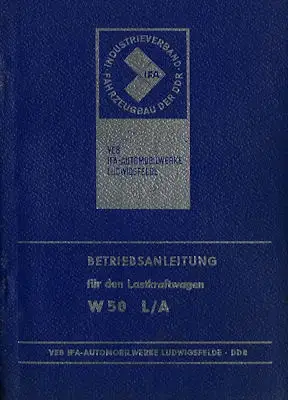 INDUSTRIEVERBAND
FAHRZEUGBAU DER DDR
IFA
VEB
IFA-AUTOMOBILWERKE
LUDWIGSFELDE
BETRIEBSANLEITUNG
für den Lastkraftwagen
W 50 L/A
VEB IFA-AUTOMOBILWERKE LUDWIGSFELDE · DDR